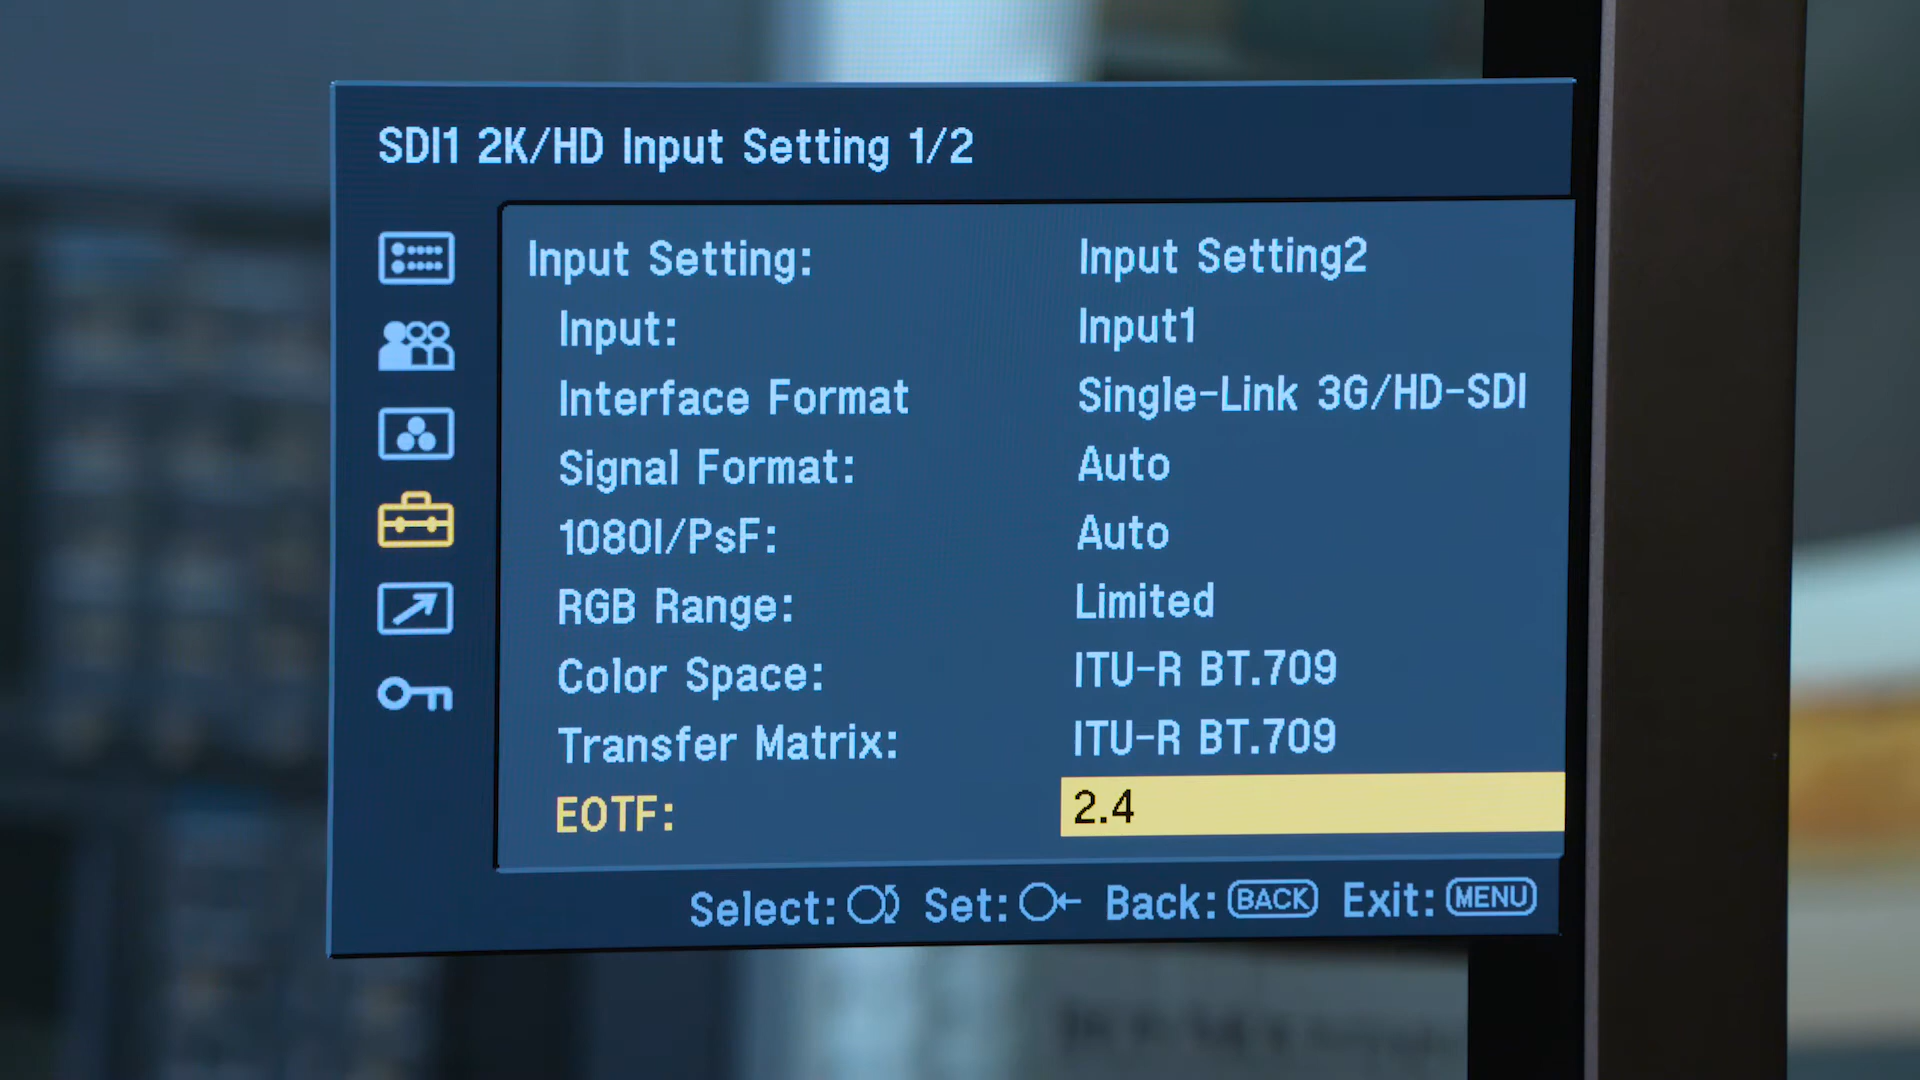 SDI1 2K/HD Input Setting 1/2
Input Setting: Input Setting2
Input: Input1
Interface Format Single-Link 3G/HD-SDI
Signal Format: Auto
1080I/PsF: Auto
RGB Range: Limited
Color Space: ITU-R BT.709
Transfer Matrix: ITU-R BT.709
EOTF: 2.4
Select: Set: Back: BACK Exit: MENU